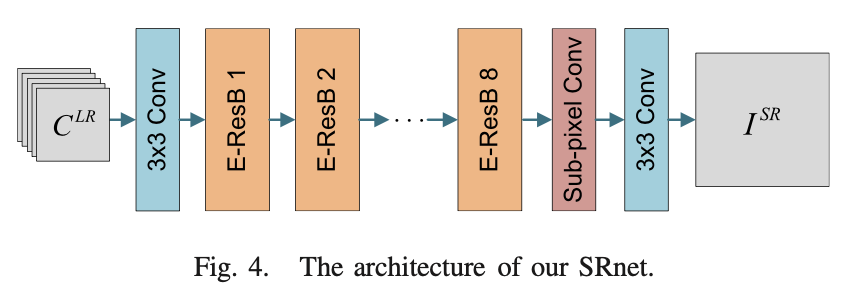 C^{LR}
3x3 Conv
E-ResB 1
E-ResB 2
···
E-ResB 8
Sub-pixel Conv
3x3 Conv
I^{SR}
Fig. 4. The architecture of our SRnet.